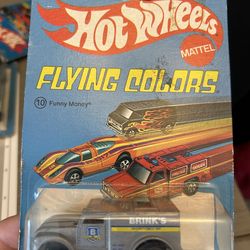 Hot Wheels
MATTEL
FLYING COLORS
10 Funny Money®
BRINK'S